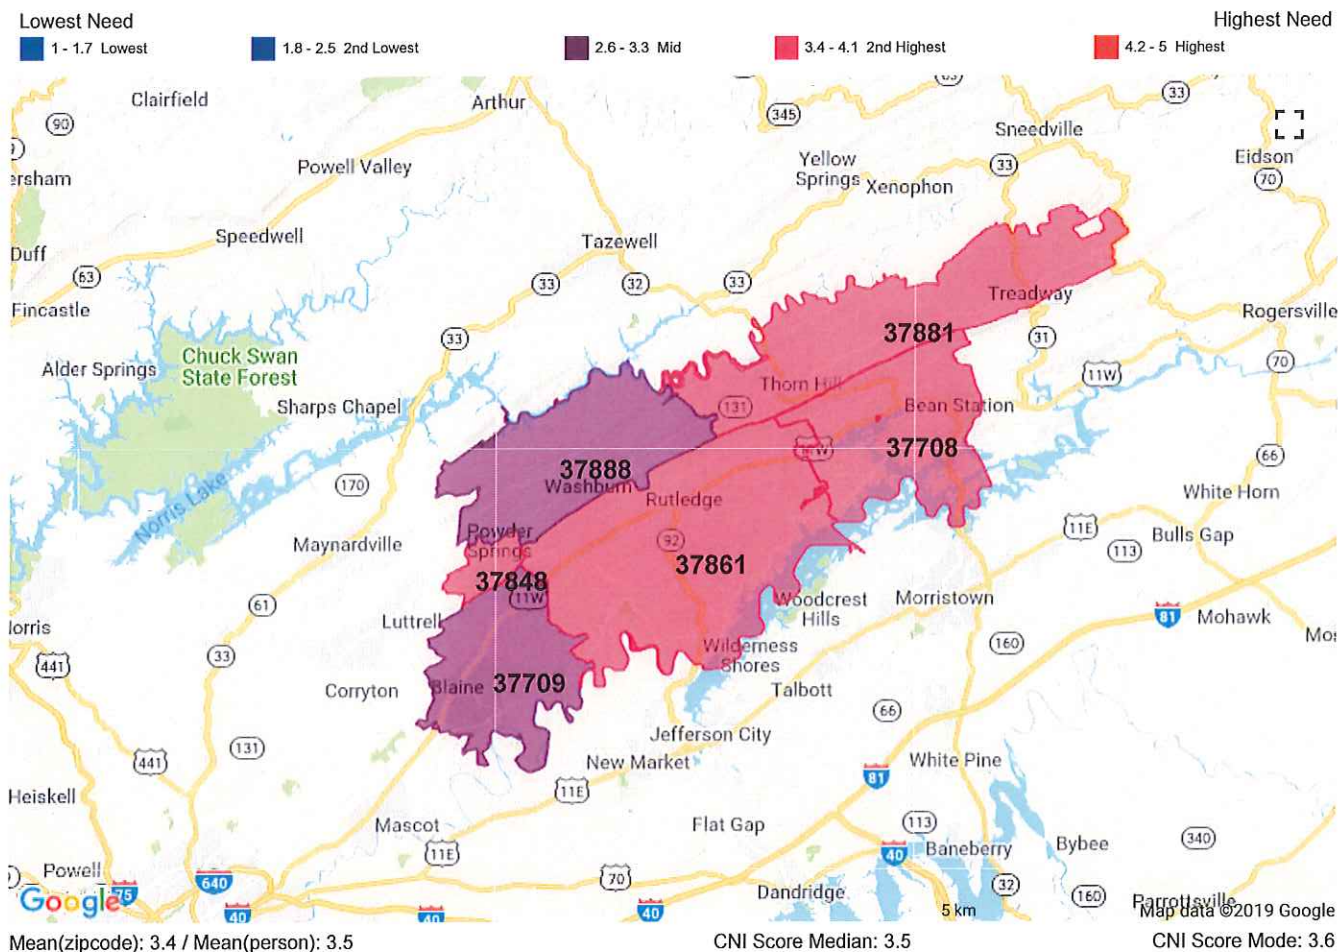 Lowest Need
Highest Need
1 - 1.7 Lowest
1.8 - 2.5 2nd Lowest
2.6 - 3.3 Mid
3.4 - 4.1 2nd Highest
4.2 - 5 Highest
Clairfield
Arthur
63
33
90
345
Sneedville
ersham
Powell Valley
Yellow
Springs
Xenophon
33
Eidson
70
Speedwell
Duff
Tazewell
63
33
32
33
Treadway
Fincastle
Rogersville
33
37881
31
70
Alder Springs
Chuck Swan
State Forest
11W
Thorn Hill
Sharps Chapel
131
Bean Station
37708
11W
66
37888
Washburn
Rutledge
170
White Horn
Norris Lake
Powder
Springs
11E
Bulls Gap
Maynardville
92
113
37861
37848
11W
Woodcrest
Hills
Morristown
61
Luttrell
81
Mohawk
Norris
33
441
Wilderness
Shores
160
Corryton
Blaine
37709
Talbott
66
131
Jefferson City
441
New Market
White Pine
81
11E
Heiskell
Mascot
Flat Gap
113
340
11E
40
Baneberry
Bybee
Powell
640
70
Dandridge
32
160
Parrottsville
Google
75
40
40
40
5 km
Map data ©2019 Google
Mean(zipcode): 3.4 / Mean(person): 3.5
CNI Score Median: 3.5
CNI Score Mode: 3.6